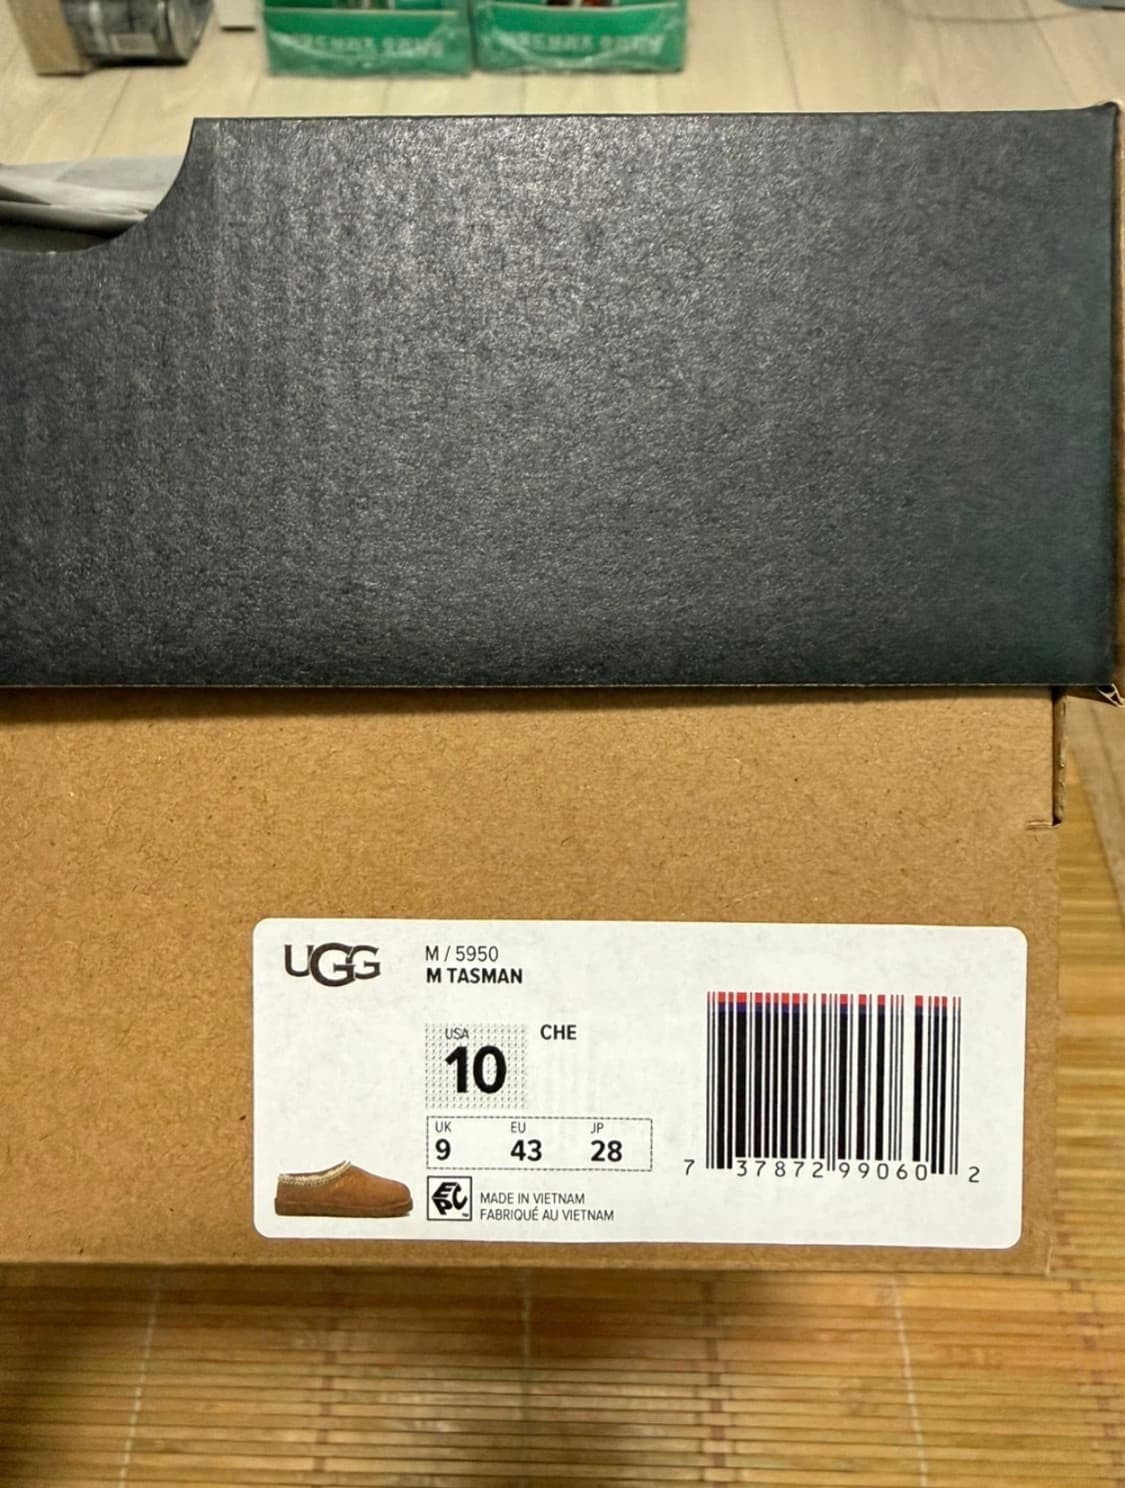 UGG
M / 5950
M TASMAN
USA
10
CHE
UK EU JP
9 43 28
EPC
MADE IN VIETNAM
FABRIQUÉ AU VIETNAM
7 37872 99060 2